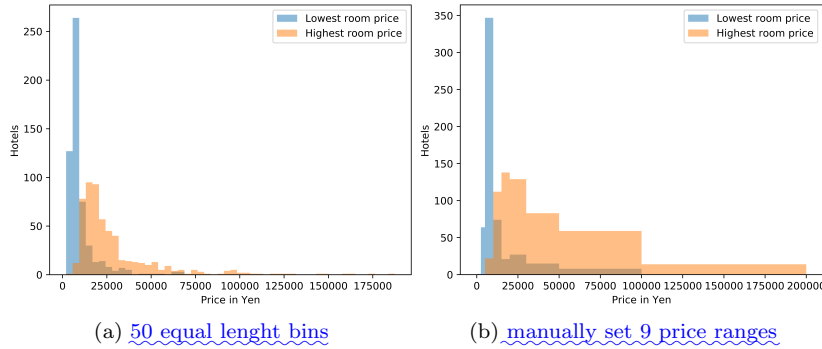 Lowest room price
Highest room price
250
200
150
100
50
0
Hotels
0 25000 50000 75000 100000 125000 150000 175000
Price in Yen
(a) 50 equal lenght bins
Lowest room price
Highest room price
350
300
250
200
150
100
50
0
Hotels
0 25000 50000 75000 100000 125000 150000 175000
Price in Yen
(b) manually set 9 price ranges